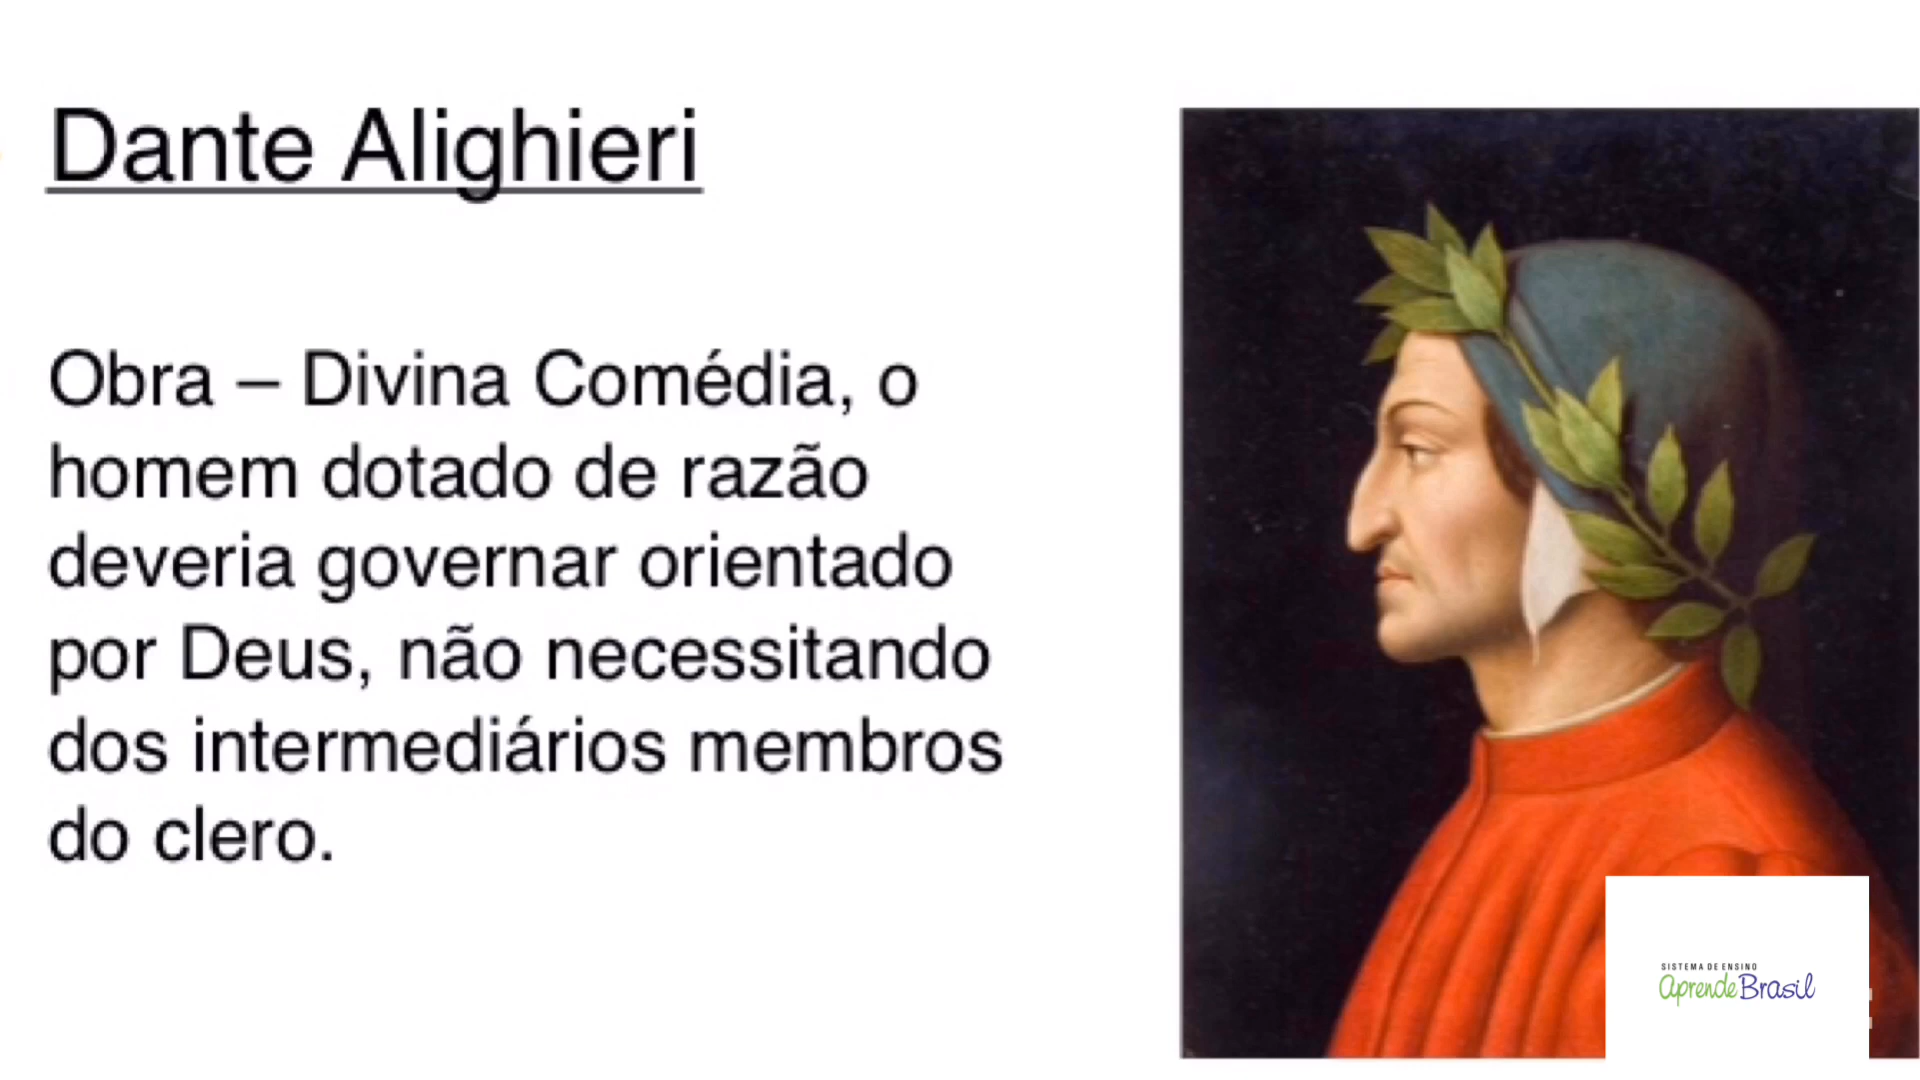 Dante Alighieri
Obra – Divina Comédia, o
homem dotado de razão
deveria governar orientado
por Deus, não necessitando
dos intermediários membros
do clero.
SISTEMA DE ENSINO
aprende Brasil